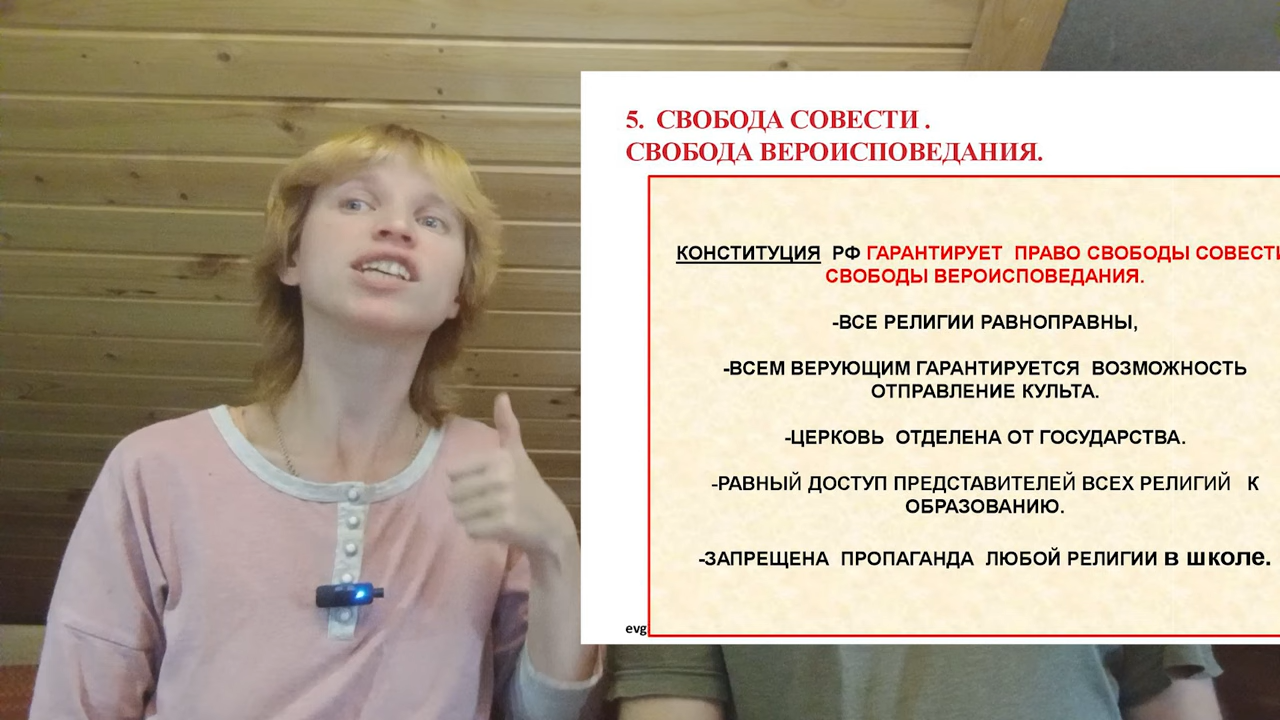 5. СВОБОДА СОВЕСТИ .
СВОБОДА ВЕРОИСПОВЕДАНИЯ.
КОНСТИТУЦИЯ РФ ГАРАНТИРУЕТ ПРАВО СВОБОДЫ СОВЕСТИ
СВОБОДЫ ВЕРОИСПОВЕДАНИЯ.
-ВСЕ РЕЛИГИИ РАВНОПРАВНЫ,
-ВСЕМ ВЕРУЮЩИМ ГАРАНТИРУЕТСЯ ВОЗМОЖНОСТЬ
ОТПРАВЛЕНИЕ КУЛЬТА.
-ЦЕРКОВЬ ОТДЕЛЕНА ОТ ГОСУДАРСТВА.
-РАВНЫЙ ДОСТУП ПРЕДСТАВИТЕЛЕЙ ВСЕХ РЕЛИГИЙ К
ОБРАЗОВАНИЮ.
-ЗАПРЕЩЕНА ПРОПАГАНДА ЛЮБОЙ РЕЛИГИИ в школе.